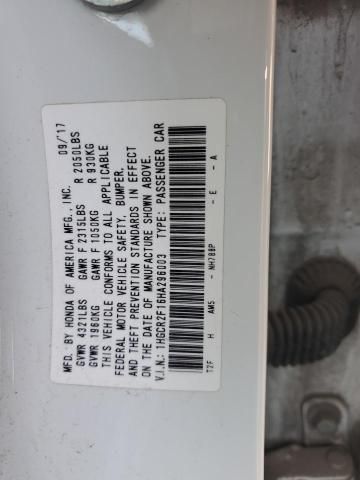 MFD. BY HONDA OF AMERICA MFG., INC. 09/17
GVWR 4321LBS GAWR F 2315LBS R 2050LBS
GVWR 1960KG GAWR F 1050KG R 930KG
THIS VEHICLE CONFORMS TO ALL APPLICABLE
FEDERAL MOTOR VEHICLE SAFETY, BUMPER,
AND THEFT PREVENTION STANDARDS IN EFFECT
ON THE DATE OF MANUFACTURE SHOWN ABOVE.
V.I.N.: 1HGCR2F16HA296003 TYPE: PASSENGER CAR
T2F H AM5 - NH788P - E - A